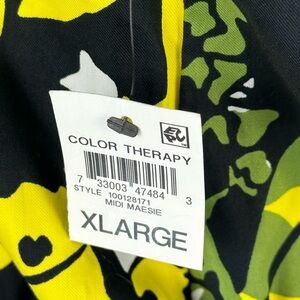 COLOR THERAPY
7 33003 47484 3
STYLE 100128171
MIDI MAESIE
XLARGE